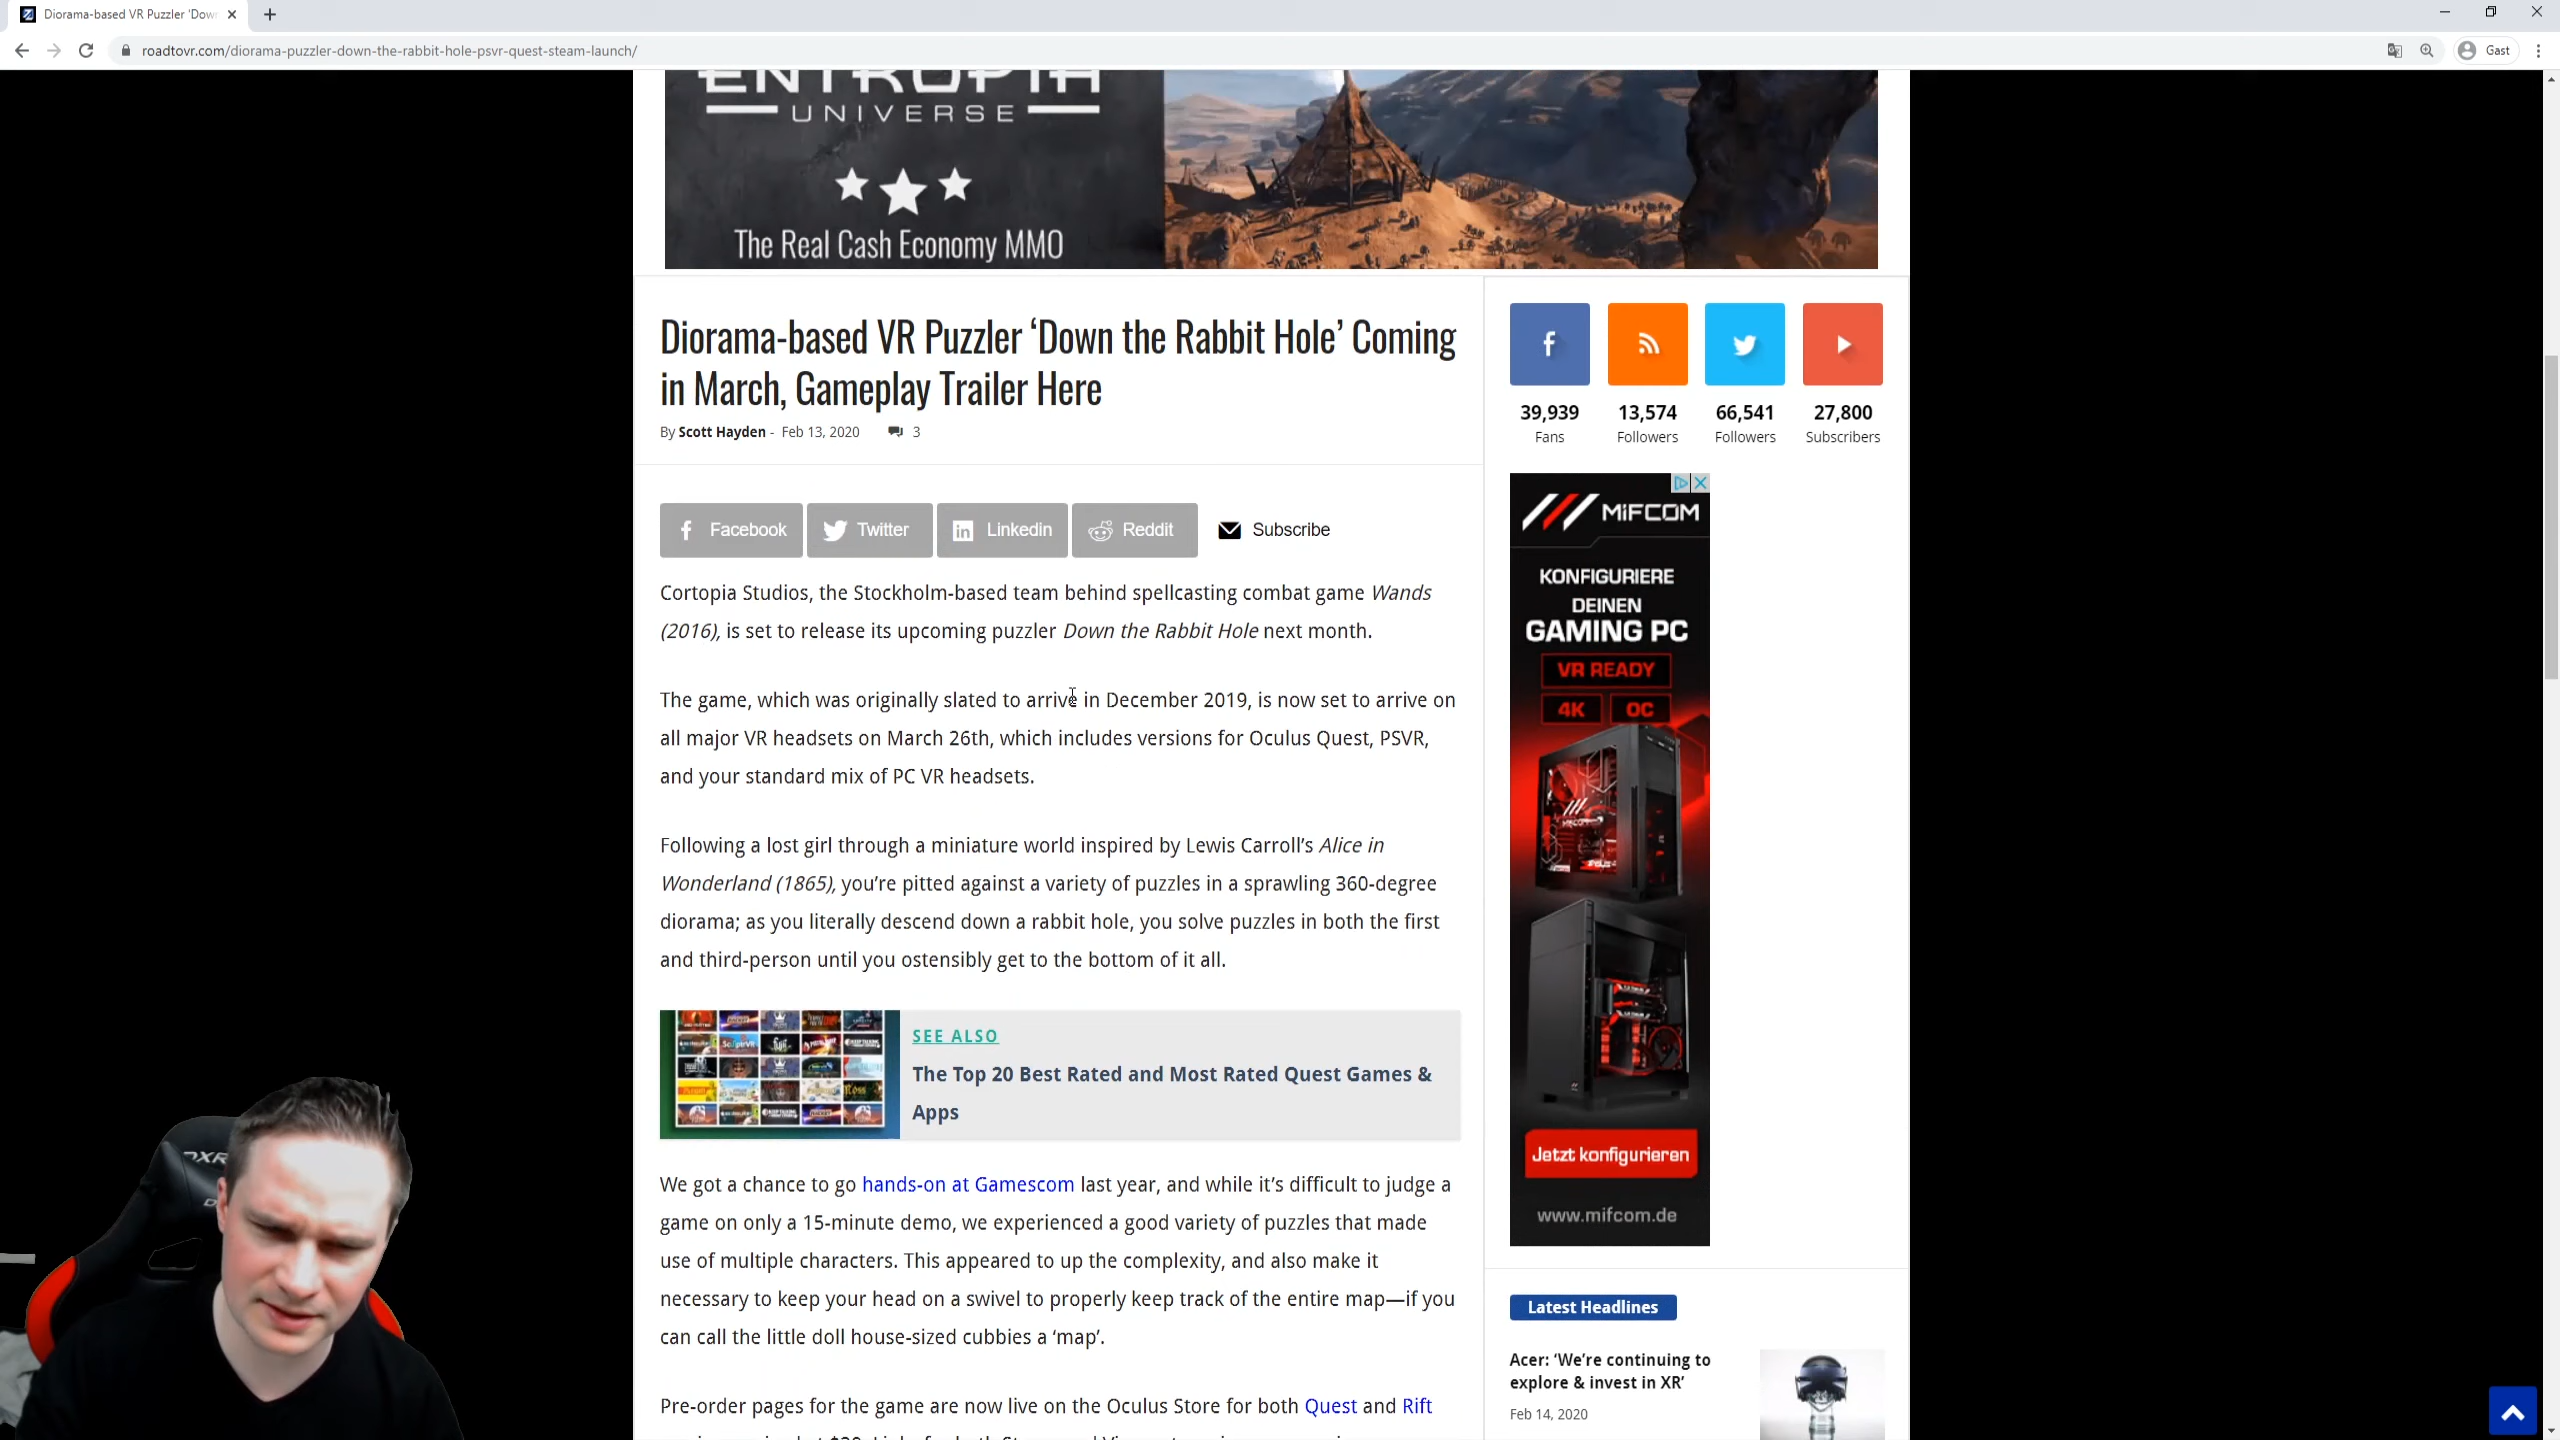 Diorama-based VR Puzzler 'Down
roadtovr.com/diorama-puzzler-down-the-rabbit-hole-psvr-quest-steam-launch/
Gast
ENTROPIA
UNIVERSE
The Real Cash Economy MMO
Diorama-based VR Puzzler ‘Down the Rabbit Hole’ Coming
in March, Gameplay Trailer Here
By Scott Hayden - Feb 13, 2020 3
39,939
Fans
13,574
Followers
66,541
Followers
27,800
Subscribers
Facebook
Twitter
Linkedin
Reddit
Subscribe
Cortopia Studios, the Stockholm-based team behind spellcasting combat game Wands
(2016), is set to release its upcoming puzzler Down the Rabbit Hole next month.
The game, which was originally slated to arrive in December 2019, is now set to arrive on
all major VR headsets on March 26th, which includes versions for Oculus Quest, PSVR,
and your standard mix of PC VR headsets.
Following a lost girl through a miniature world inspired by Lewis Carroll’s Alice in
Wonderland (1865), you’re pitted against a variety of puzzles in a sprawling 360-degree
diorama; as you literally descend down a rabbit hole, you solve puzzles in both the first
and third-person until you ostensibly get to the bottom of it all.
SEE ALSO
The Top 20 Best Rated and Most Rated Quest Games &
Apps
We got a chance to go hands-on at Gamescom last year, and while it’s difficult to judge a
game on only a 15-minute demo, we experienced a good variety of puzzles that made
use of multiple characters. This appeared to up the complexity, and also make it
necessary to keep your head on a swivel to properly keep track of the entire map—if you
can call the little doll house-sized cubbies a ‘map’.
Pre-order pages for the game are now live on the Oculus Store for both Quest and Rift
MIFCOM
KONFIGURIERE
DEINEN
GAMING PC
VR READY
4K OC
Jetzt konfigurieren
www.mifcom.de
Latest Headlines
Acer: ‘We’re continuing to
explore & invest in XR’
Feb 14, 2020
DXR